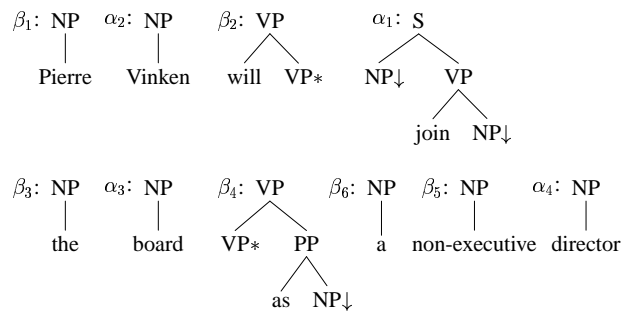 β₁: NP α₂: NP β₂: VP α₁: S
Pierre Vinken will VP* NP↓ VP
join NP↓
β₃: NP α₃: NP β₄: VP β₆: NP β₅: NP α₄: NP
the board VP* PP a non-executive director
as NP↓